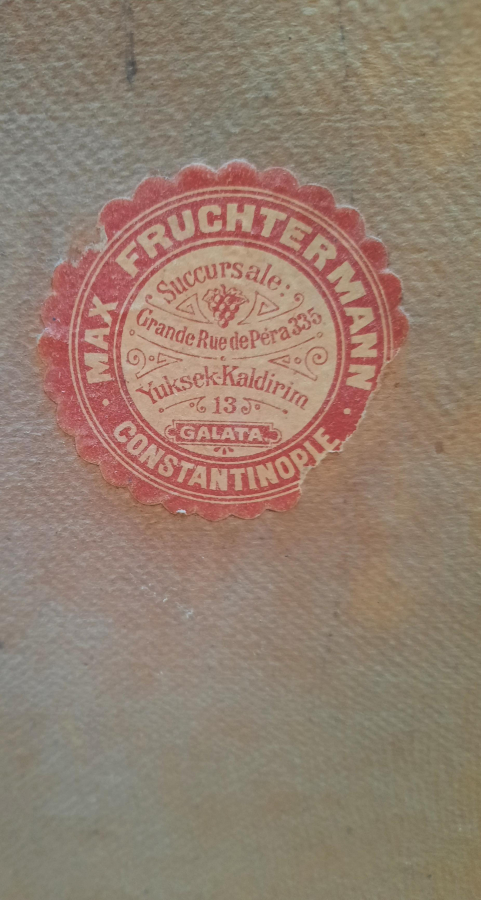 MAX FRUCHTERMANN
Succursale:
Grande Rue de Péra 335
Yuksek-Kaldirim
13
GALATA.
CONSTANTINOPLE